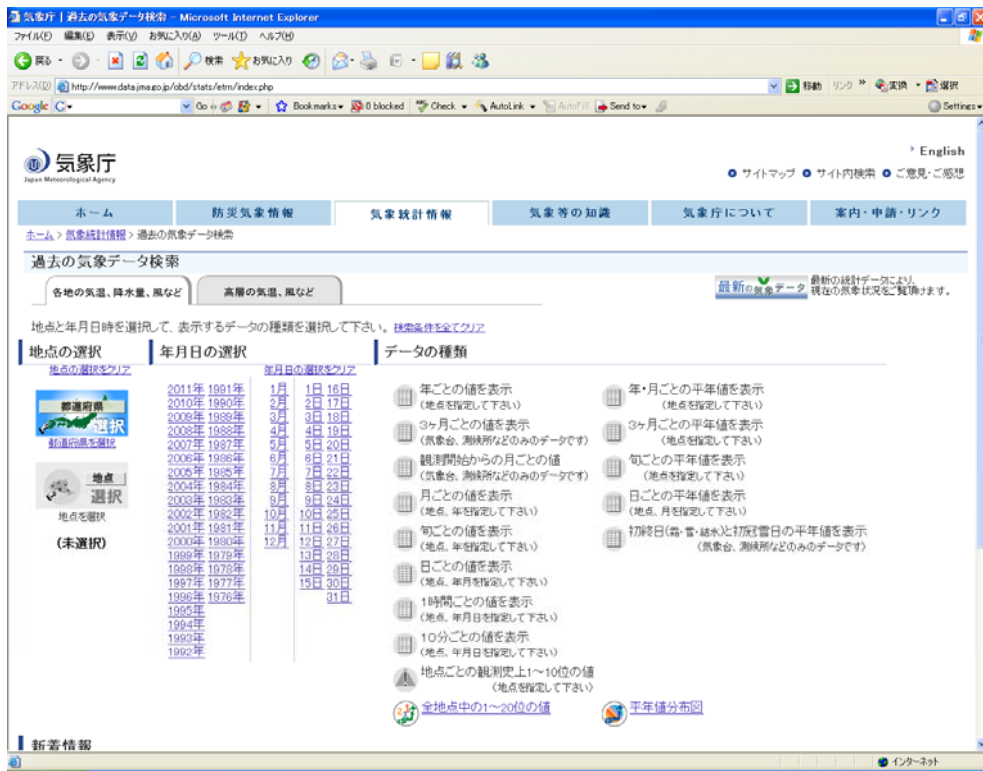 気象庁 | 過去の気象データ検索 - Microsoft Internet Explorer
ファイル(F) 編集(E) 表示(V) お気に入り(A) ツール(T) ヘルプ(H)
戻る 検索 お気に入り
アドレス(D) http://www.data.jma.go.jp/obd/stats/etrn/index.php 移動 リンク » 変換 選択
Google Go Bookmarks 0 blocked Check AutoLink AutoFill Send to Settings
気象庁
Japan Meteorological Agency
English
サイトマップ サイト内検索 ご意見・ご感想
ホーム 防災気象情報 気象統計情報 気象等の知識 気象庁について 案内・申請・リンク
ホーム > 気象統計情報 > 過去の気象データ検索
過去の気象データ検索
各地の気温、降水量、風など 高層の気温、風など
最新の気象データ 最新の統計データにより、
現在の気象状況をご覧頂けます。
地点と年月日時を選択して、表示するデータの種類を選択して下さい。 検索条件を全てクリア
地点の選択 年月日の選択 データの種類
地点の選択をクリア 年月日の選択をクリア
都道府県
選択
都道府県を選択
地点
選択
地点を選択
(未選択)
2011年 1991年 1月 1日 16日
2010年 1990年 2月 2日 17日
2009年 1989年 3月 3日 18日
2008年 1988年 4月 4日 19日
2007年 1987年 5月 5日 20日
2006年 1986年 6月 6日 21日
2005年 1985年 7月 7日 22日
2004年 1984年 8月 8日 23日
2003年 1983年 9月 9日 24日
2002年 1982年 10月 10日 25日
2001年 1981年 11月 11日 26日
2000年 1980年 12月 12日 27日
1999年 1979年 13日 28日
1998年 1978年 14日 29日
1997年 1977年 15日 30日
1996年 1976年 31日
1995年
1994年
1993年
1992年
年ごとの値を表示
(地点を指定して下さい)
3ヶ月ごとの値を表示
(気象台、測候所などのみのデータです)
観測開始からの月ごとの値
(気象台、測候所などのみのデータです)
月ごとの値を表示
(地点、年を指定して下さい)
旬ごとの値を表示
(地点、年を指定して下さい)
日ごとの値を表示
(地点、年月を指定して下さい)
1時間ごとの値を表示
(地点、年月日を指定して下さい)
10分ごとの値を表示
(地点、年月日を指定して下さい)
地点ごとの観測史上1～10位の値
(地点を指定して下さい)
全地点中の1～20位の値
年・月ごとの平年値を表示
(地点を指定して下さい)
3ヶ月ごとの平年値を表示
(地点を指定して下さい)
旬ごとの平年値を表示
(地点を指定して下さい)
日ごとの平年値を表示
(地点、月を指定して下さい)
初終日(霜・雪・結氷)と初冠雪日の平年値を表示
(気象台、測候所などのみのデータです)
平年値分布図
新着情報
インターネット